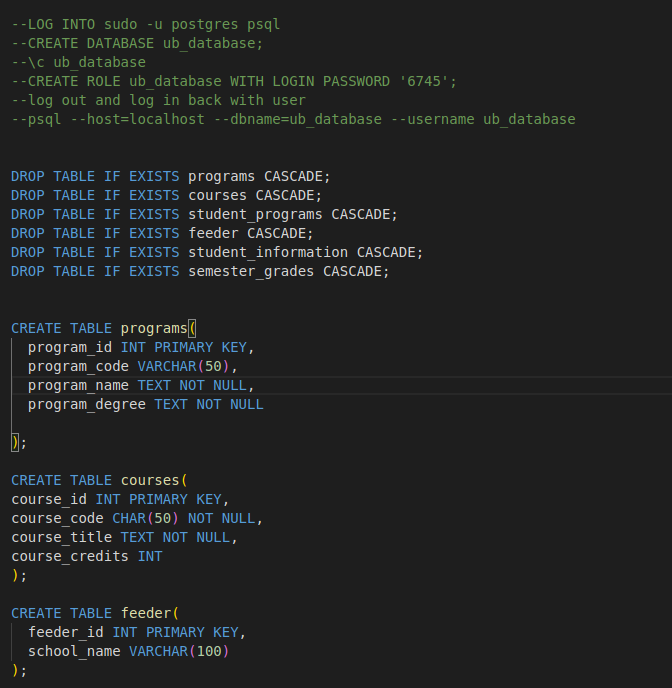 --LOG INTO sudo -u postgres psql
--CREATE DATABASE ub_database;
--\c ub_database
--CREATE ROLE ub_database WITH LOGIN PASSWORD '6745';
--log out and log in back with user
--psql --host=localhost --dbname=ub_database --username ub_database
DROP TABLE IF EXISTS programs CASCADE;
DROP TABLE IF EXISTS courses CASCADE;
DROP TABLE IF EXISTS student_programs CASCADE;
DROP TABLE IF EXISTS feeder CASCADE;
DROP TABLE IF EXISTS student_information CASCADE;
DROP TABLE IF EXISTS semester_grades CASCADE;
CREATE TABLE programs(
  program_id INT PRIMARY KEY,
  program_code VARCHAR(50),
  program_name TEXT NOT NULL,
  program_degree TEXT NOT NULL
);
CREATE TABLE courses(
course_id INT PRIMARY KEY,
course_code CHAR(50) NOT NULL,
course_title TEXT NOT NULL,
course_credits INT
);
CREATE TABLE feeder(
  feeder_id INT PRIMARY KEY,
  school_name VARCHAR(100)
);